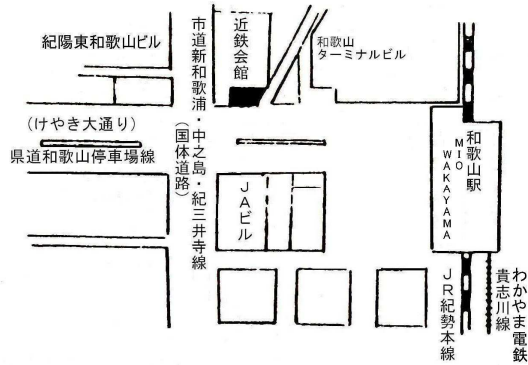 紀陽東和歌山ビル
近鉄会館
和歌山
ターミナルビル
市道新和歌浦・中之島・紀三井寺線
(国体道路)
(けやき大通り)
県道和歌山停車場線
JAビル
和歌山駅
MIO
WAKAYAMA
JR紀勢本線
わかやま電鉄
貴志川線